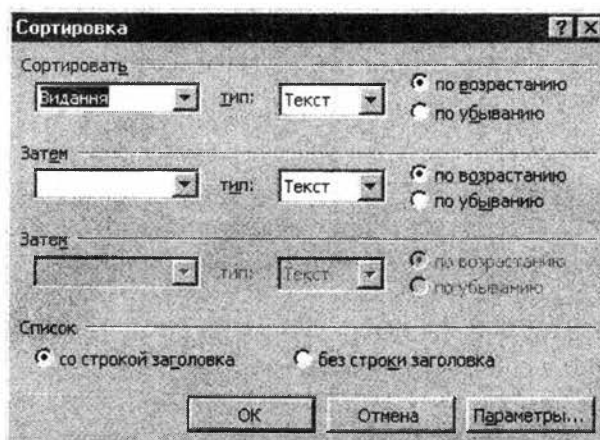 Сортировка
Сортировать
Видання тип: Текст по возрастанию
по убыванию
Затем
тип: Текст по возрастанию
по убыванию
Затем
тип: Текст по возрастанию
по убыванию
Список
со строкой заголовка без строки заголовка
ОК Отмена Параметры...